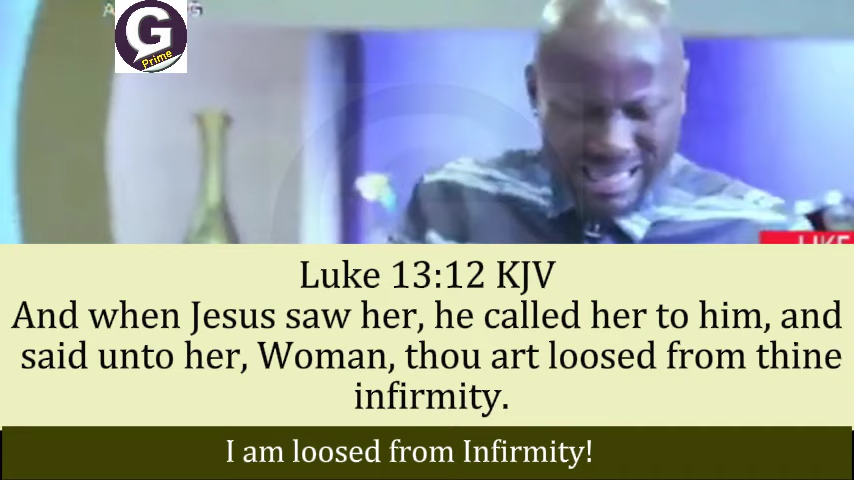 G
Prime
LIKE
Luke 13:12 KJV
And when Jesus saw her, he called her to him, and
said unto her, Woman, thou art loosed from thine
infirmity.
I am loosed from Infirmity!